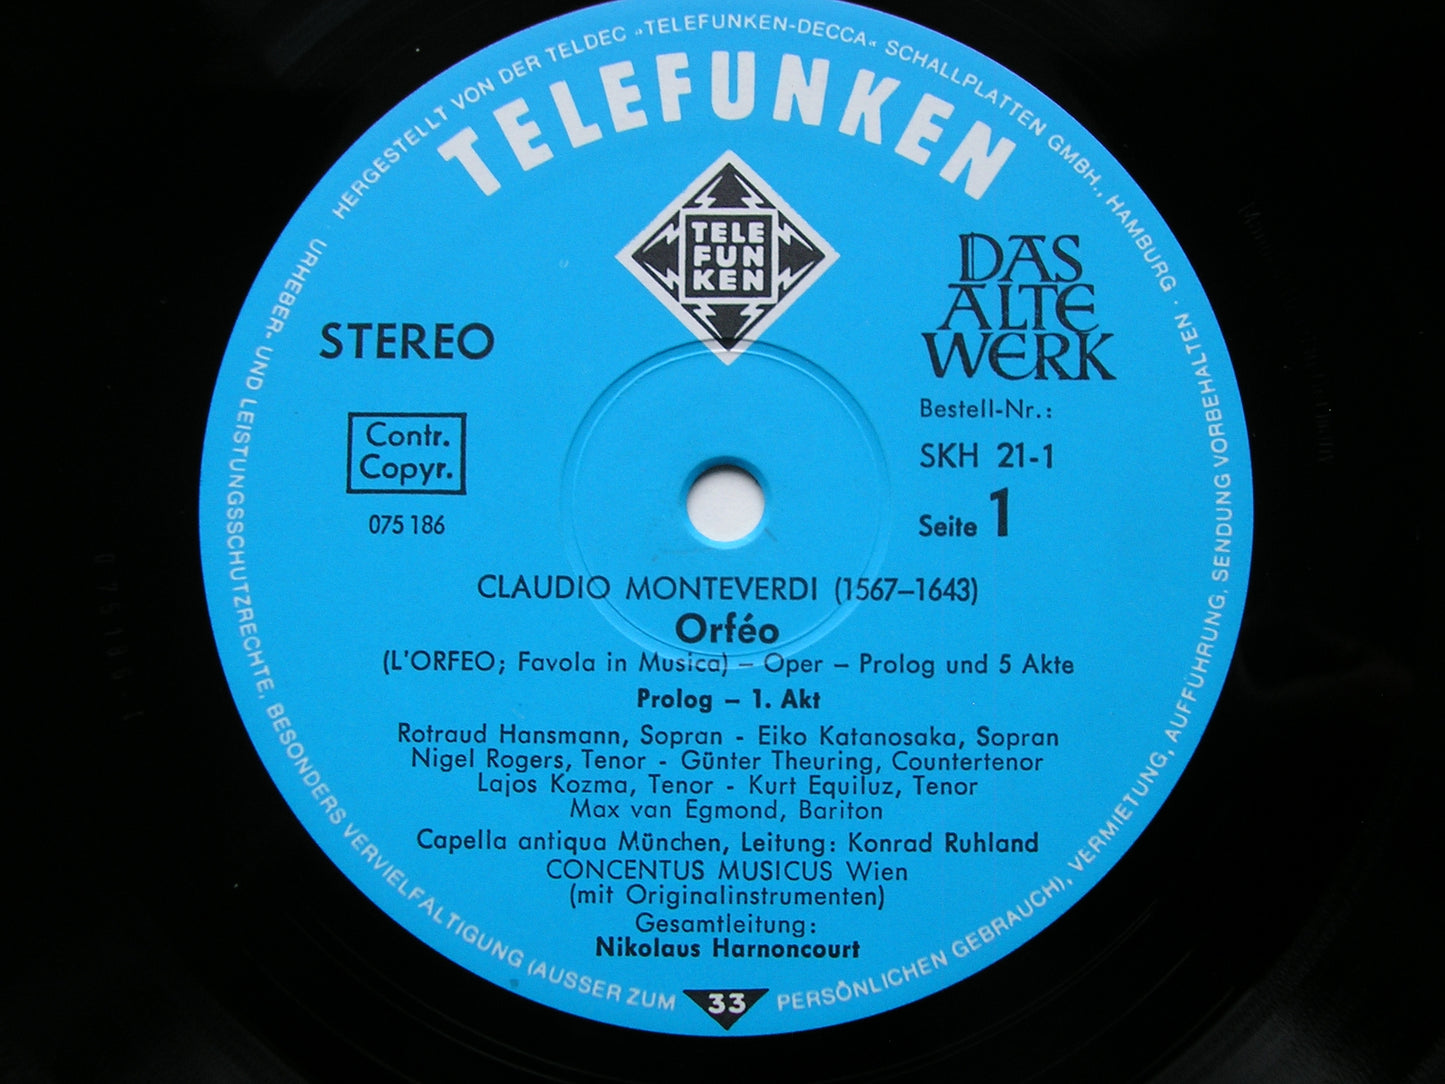 HERGESTELLT VON DER TELDEC »TELEFUNKEN-DECCA« SCHALLPLATTEN GMBH., HAMBURG ·
TELEFUNKEN
TELE
FUN
KEN
DAS
ALTE
WERK
STEREO
Bestell-Nr.:
Contr.
Copyr.
SKH 21-1
075 186
Seite 1
CLAUDIO MONTEVERDI (1567–1643)
Orféo
(L'ORFEO; Favola in Musica) – Oper – Prolog und 5 Akte
Prolog – 1. Akt
Rotraud Hansmann, Sopran - Eiko Katanosaka, Sopran
Nigel Rogers, Tenor - Günter Theuring, Countertenor
Lajos Kozma, Tenor - Kurt Equiluz, Tenor
Max van Egmond, Bariton
Capella antiqua München, Leitung: Konrad Ruhland
CONCENTUS MUSICUS Wien
(mit Originalinstrumenten)
Gesamtleitung:
Nikolaus Harnoncourt
33
URHEBER- UND LEISTUNGSSCHUTZRECHTE, BESONDERS VERVIELFALTIGUNG (AUSSER ZUM PERSÖNLICHEN GEBRAUCH), VERMIETUNG, AUFFÜHRUNG, SENDUNG VORBEHALTEN ·